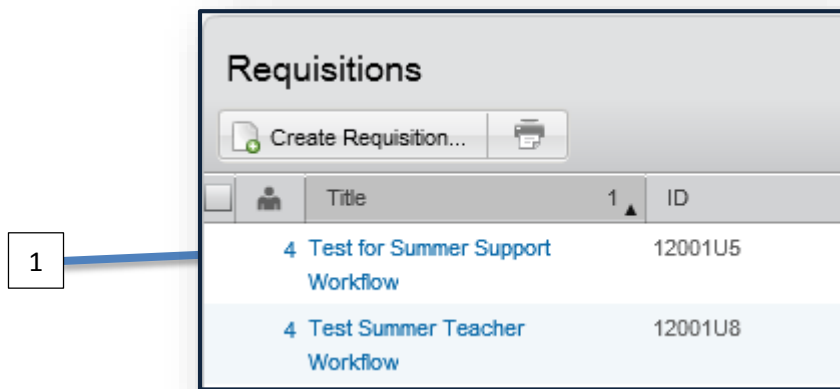 Requisitions
Create Requisition...
Title 1 ID
1
4 Test for Summer Support 12001U5
Workflow
4 Test Summer Teacher 12001U8
Workflow